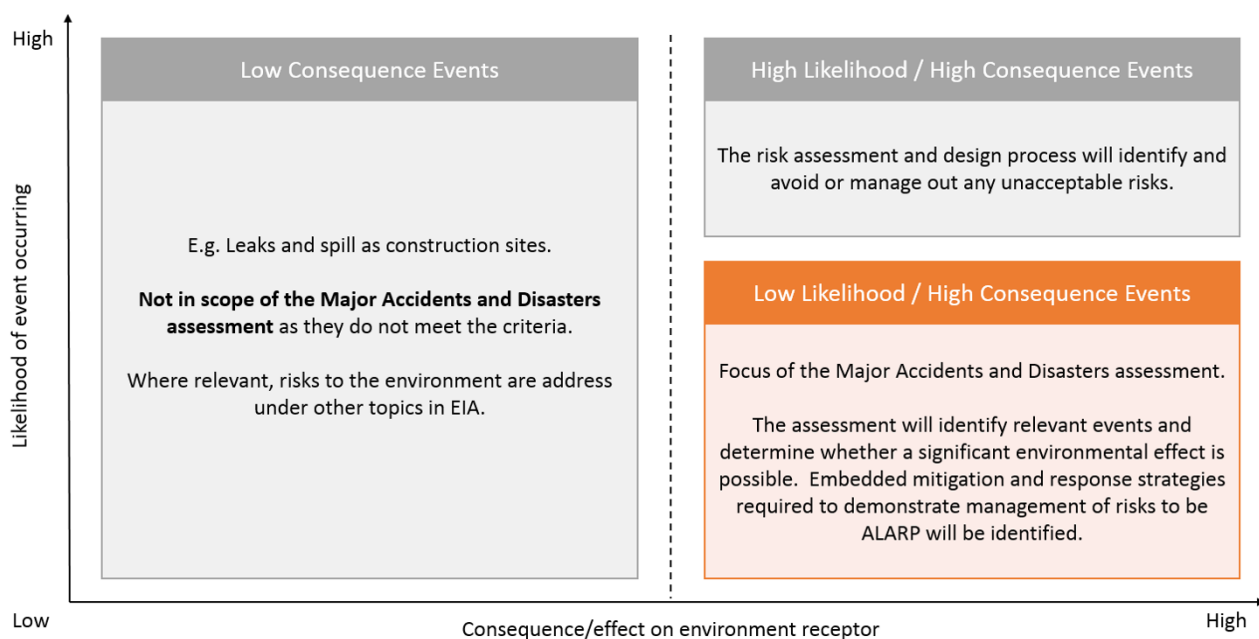 High
Likelihood of event occurring
Low
Low Consequence Events
E.g. Leaks and spill as construction sites.
Not in scope of the Major Accidents and Disasters
assessment as they do not meet the criteria.
Where relevant, risks to the environment are address
under other topics in EIA.
High Likelihood / High Consequence Events
The risk assessment and design process will identify and
avoid or manage out any unacceptable risks.
Low Likelihood / High Consequence Events
Focus of the Major Accidents and Disasters assessment.
The assessment will identify relevant events and
determine whether a significant environmental effect is
possible.  Embedded mitigation and response strategies
required to demonstrate management of risks to be
ALARP will be identified.
Consequence/effect on environment receptor
High